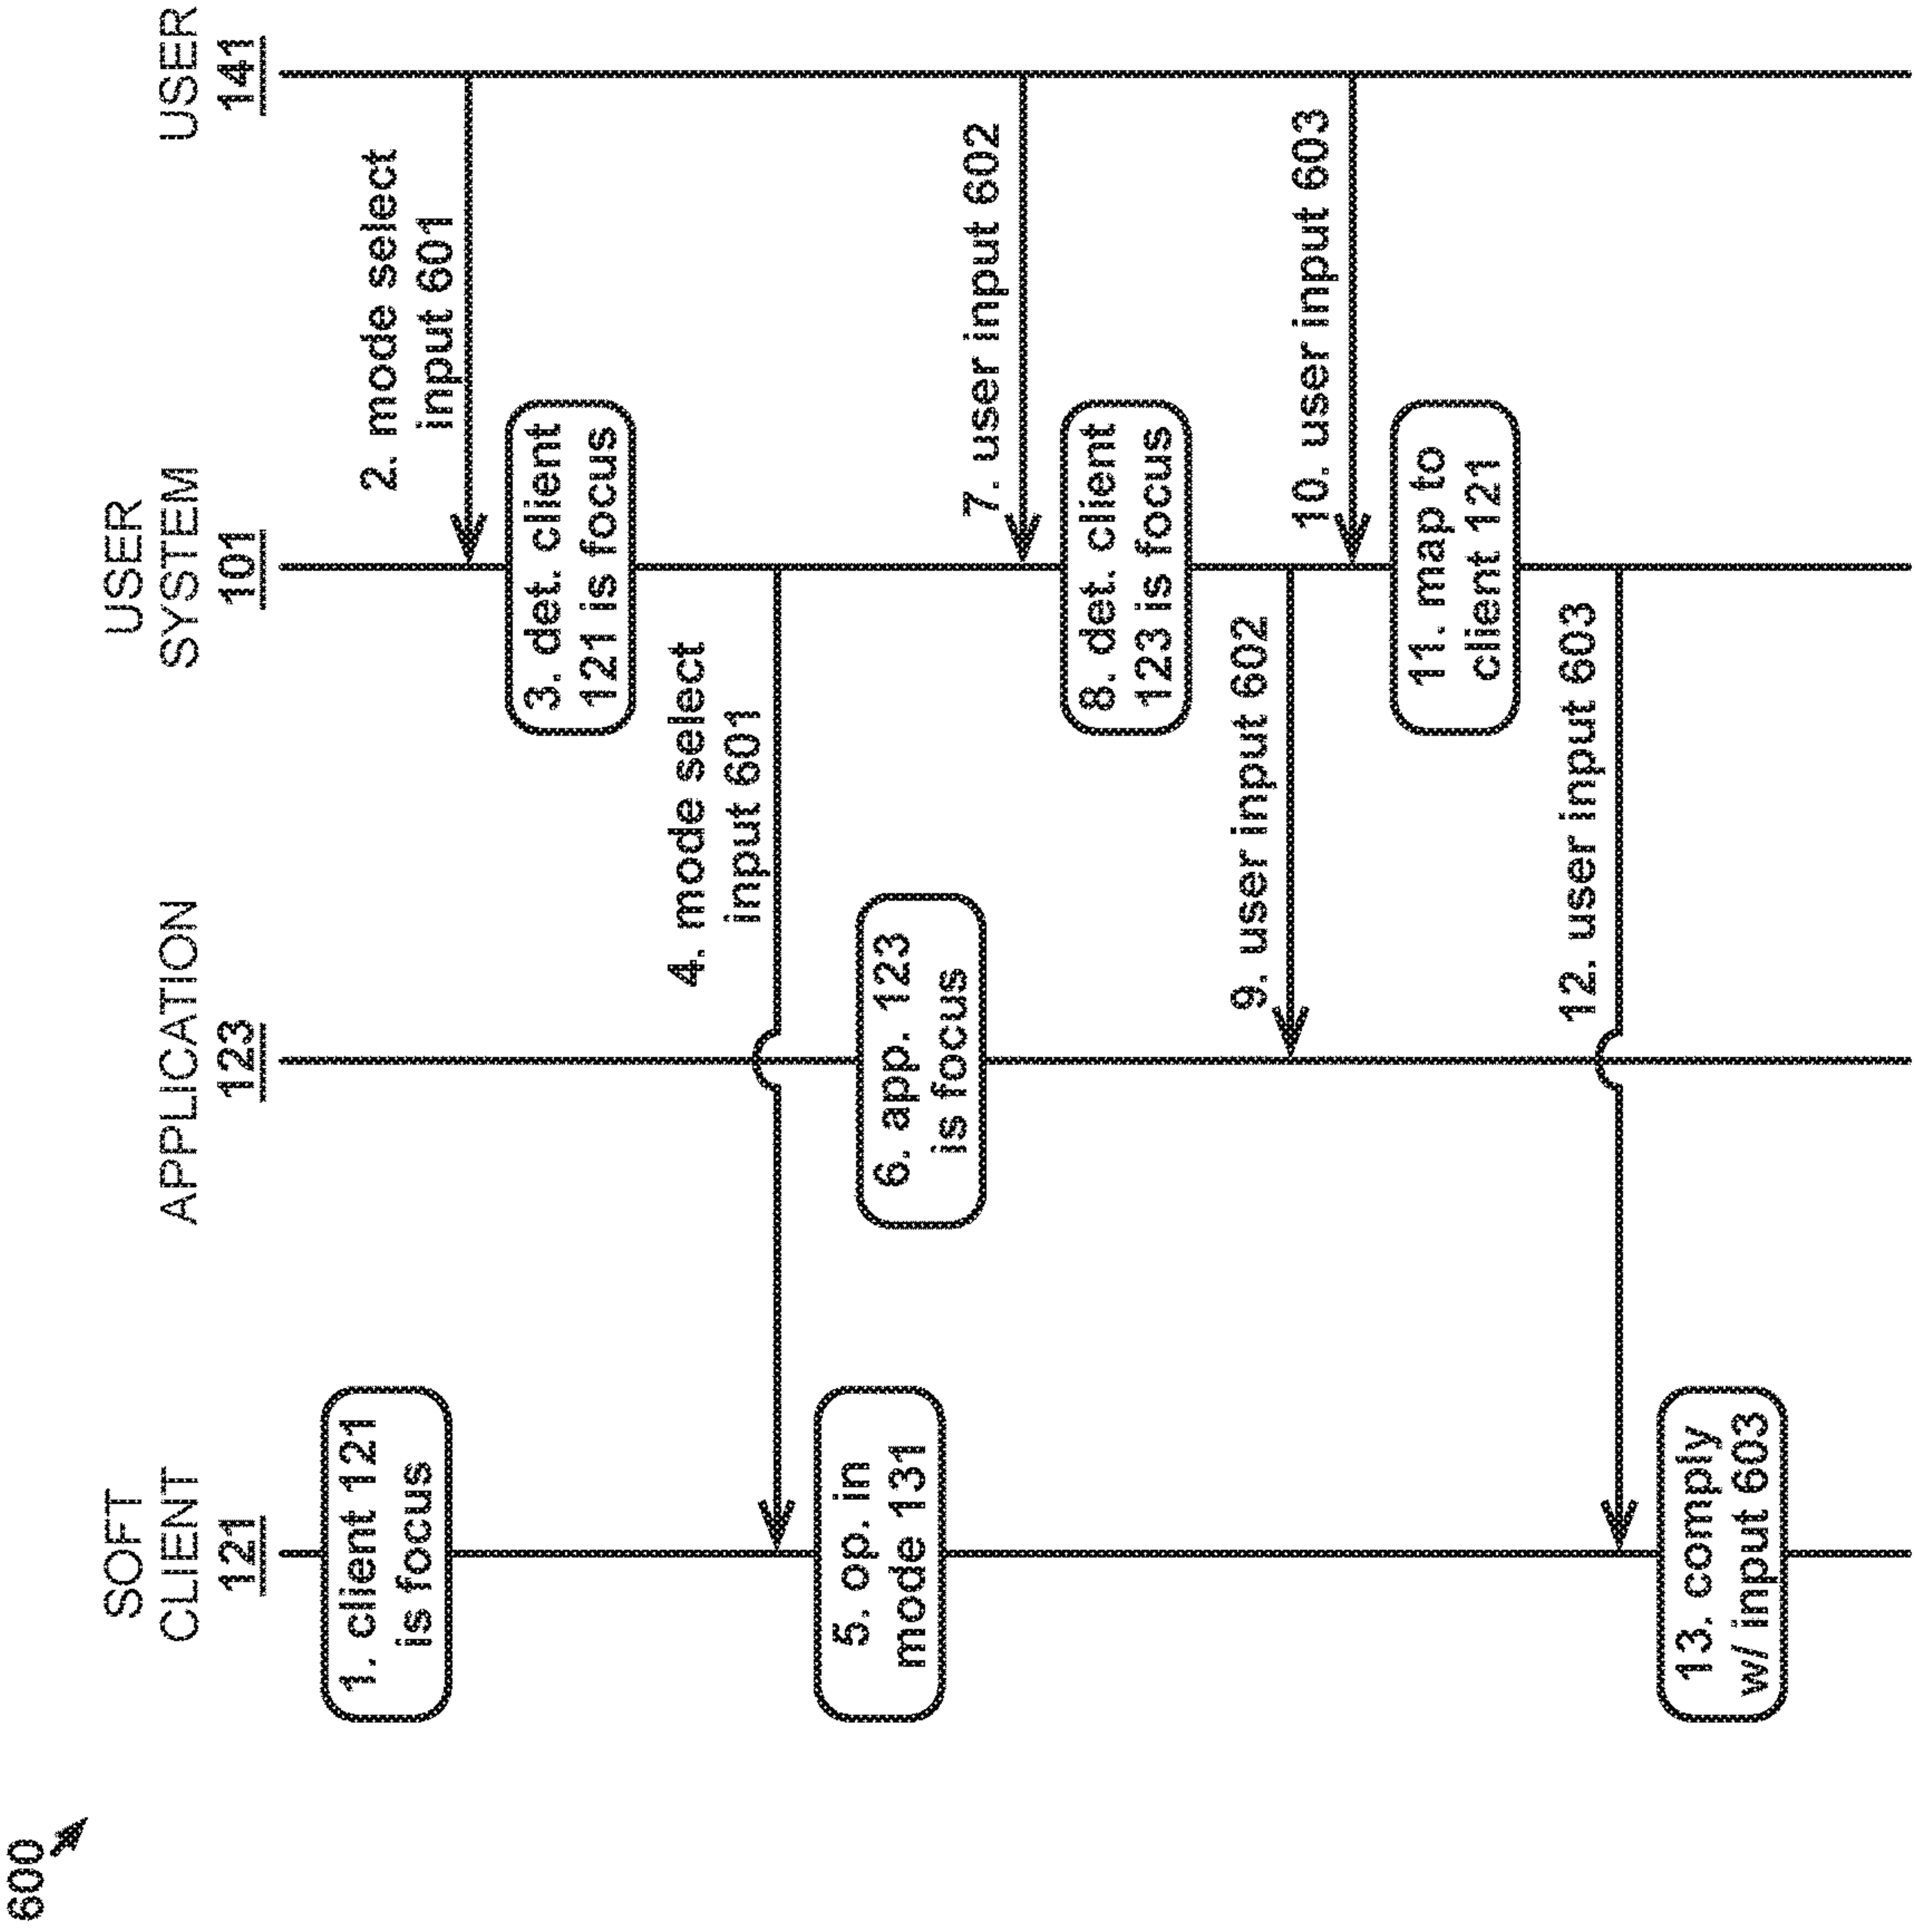 600
SOFT
CLIENT
121
APPLICATION
123
USER
SYSTEM
101
USER
141
1. client 121
is focus
2. mode select
input 601
3. det. client
121 is focus
4. mode select
input 601
5. op. in
mode 131
6. app. 123
is focus
7. user input 602
8. det. client
123 is focus
9. user input 602
10. user input 603
11. map to
client 121
12. user input 603
13. comply
w/ input 603